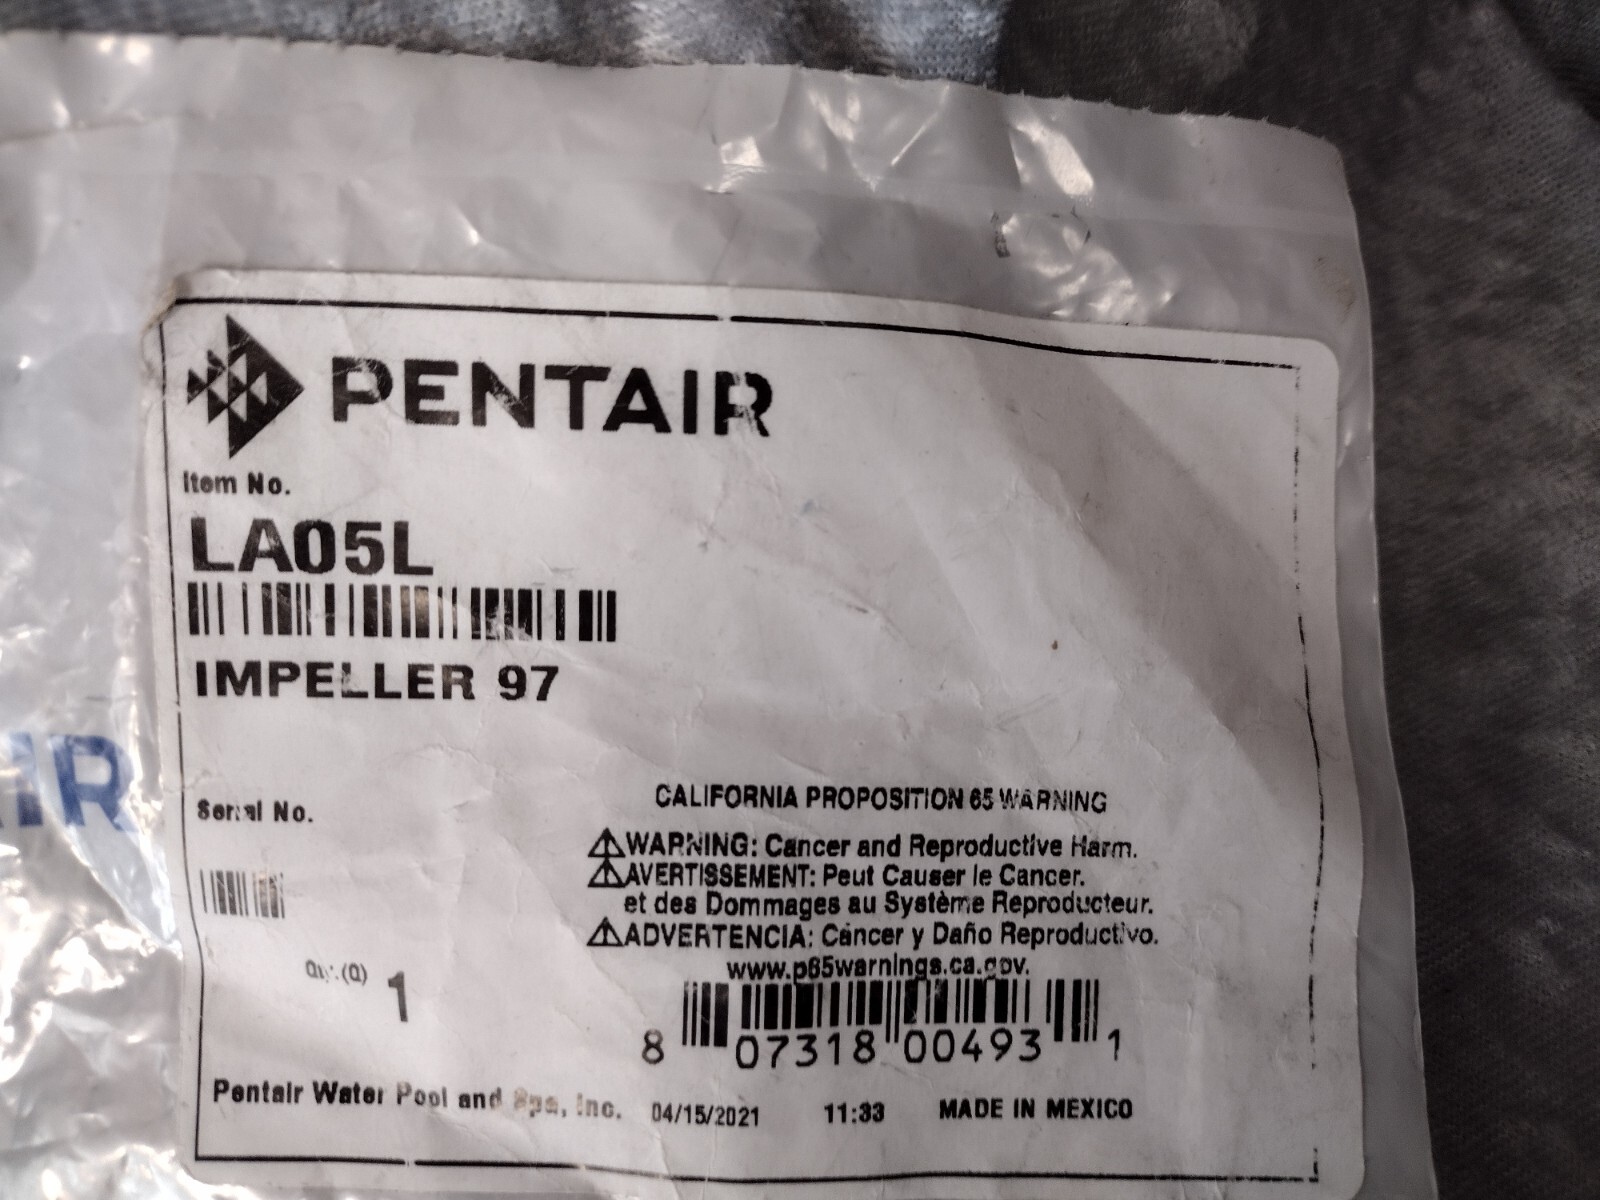 PENTAIR
Item No.
LA05L
IMPELLER 97
IR
Serial No.
CALIFORNIA PROPOSITION 65 WARNING
WARNING: Cancer and Reproductive Harm.
AVERTISSEMENT: Peut Causer le Cancer.
et des Dommages au Système Reproducteur.
ADVERTENCIA: Cáncer y Daño Reproductivo.
www.p65warnings.ca.gov.
Qty.(Q) 1
8 07318 00493 1
Pentair Water Pool and Spa, Inc. 04/15/2021 11:33 MADE IN MEXICO